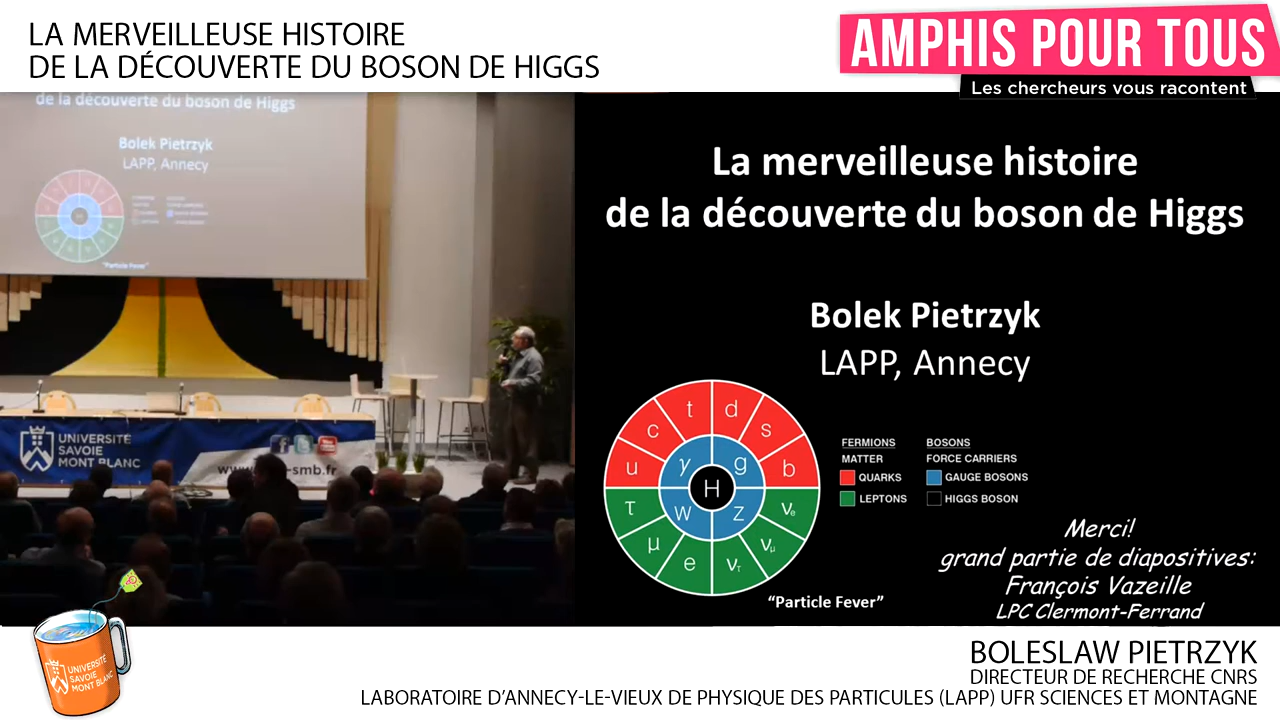 LA MERVEILLEUSE HISTOIRE
DE LA DÉCOUVERTE DU BOSON DE HIGGS
AMPHIS POUR TOUS
Les chercheurs vous racontent
de la découverte du boson de Higgs
Bolek Pietrzyk
LAPP, Annecy
"Particle Fever"
UNIVERSITÉ
SAVOIE
MONT BLANC
-smb.fr
La merveilleuse histoire
de la découverte du boson de Higgs
Bolek Pietrzyk
LAPP, Annecy
t d
c s
u γ g b
H
τ W Z νe
μ νμ
e ντ
FERMIONS BOSONS
MATTER FORCE CARRIERS
QUARKS GAUGE BOSONS
LEPTONS HIGGS BOSON
"Particle Fever"
Merci!
grand partie de diapositives:
François Vazeille
LPC Clermont-Ferrand
UNIVERSITÉ
SAVOIE
MONT BLANC
BOLESLAW PIETRZYK
DIRECTEUR DE RECHERCHE CNRS
LABORATOIRE D'ANNECY-LE-VIEUX DE PHYSIQUE DES PARTICULES (LAPP) UFR SCIENCES ET MONTAGNE